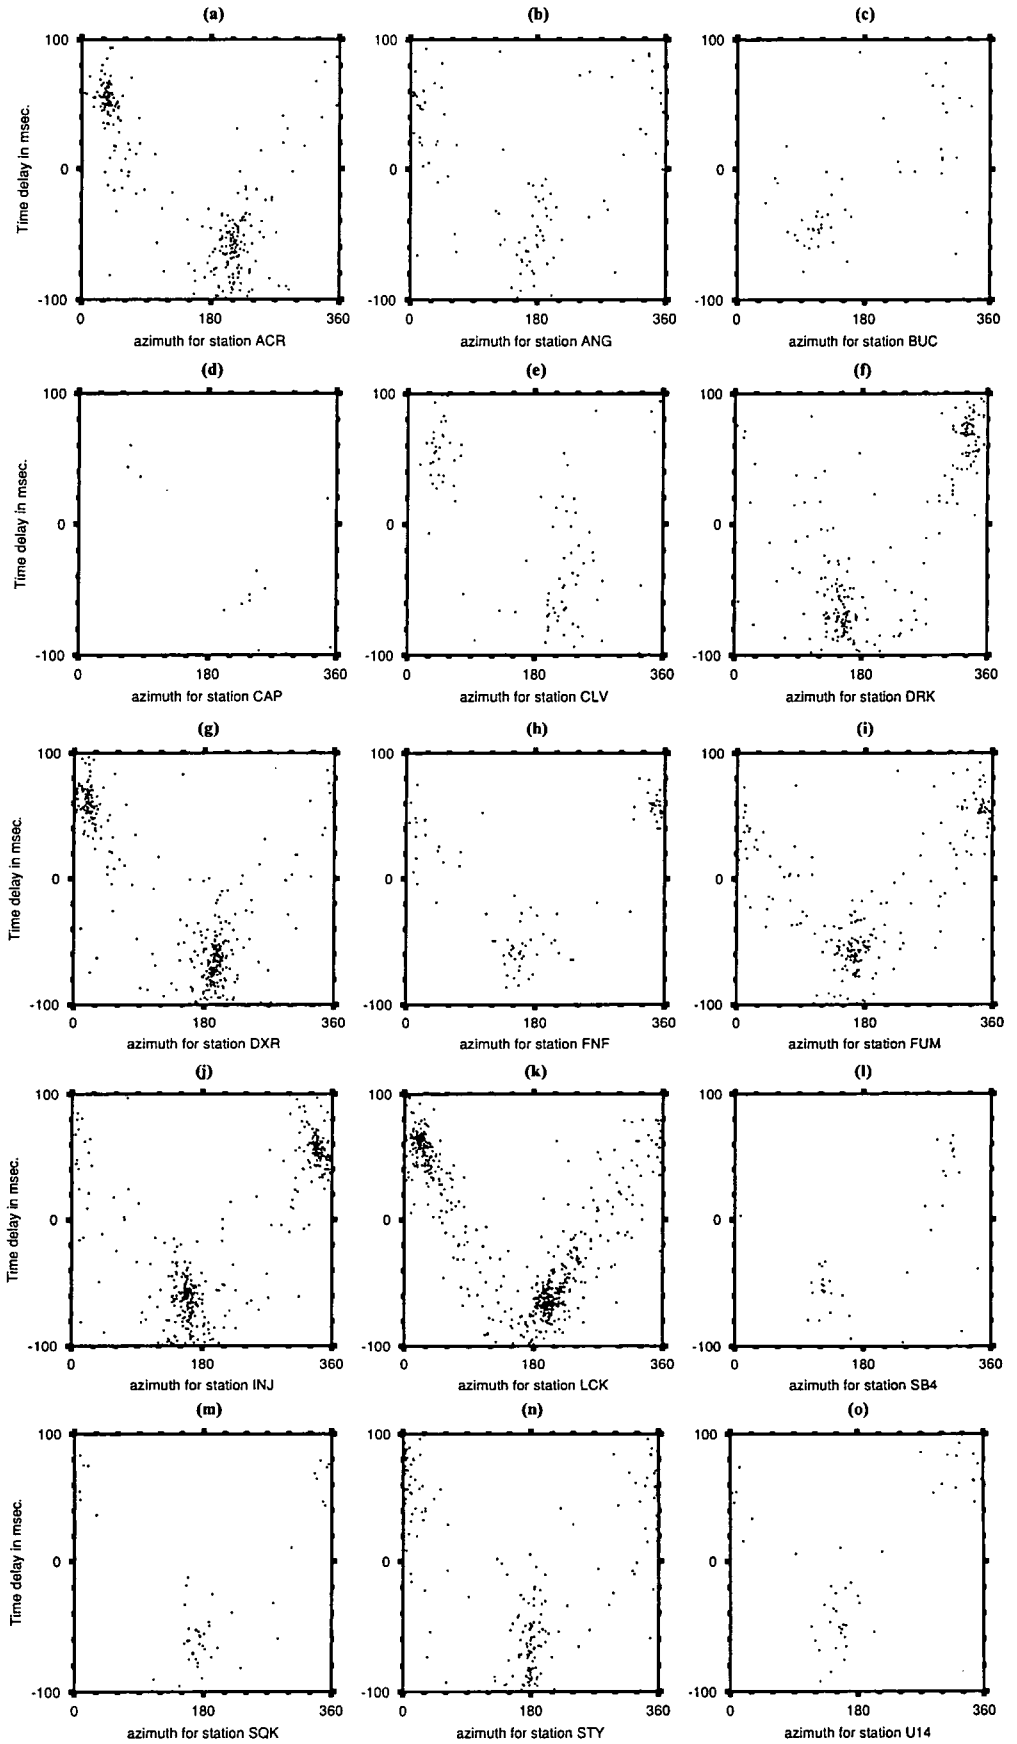 (a) (b) (c)
100 100 100
Time delay in msec.
0 0 0
-100 -100 -100
0 180 360 0 180 360 0 180 360
azimuth for station ACR azimuth for station ANG azimuth for station BUC
(d) (e) (f)
100 100 100
Time delay in msec.
0 0 0
-100 -100 -100
0 180 360 0 180 360 0 180 360
azimuth for station CAP azimuth for station CLV azimuth for station DRK
(g) (h) (i)
100 100 100
Time delay in msec.
0 0 0
-100 -100 -100
0 180 360 0 180 360 0 180 360
azimuth for station DXR azimuth for station FNF azimuth for station FUM
(j) (k) (l)
100 100 100
Time delay in msec.
0 0 0
-100 -100 -100
0 180 360 0 180 360 0 180 360
azimuth for station INJ azimuth for station LCK azimuth for station SB4
(m) (n) (o)
100 100 100
Time delay in msec.
0 0 0
-100 -100 -100
0 180 360 0 180 360 0 180 360
azimuth for station SQK azimuth for station STY azimuth for station U14